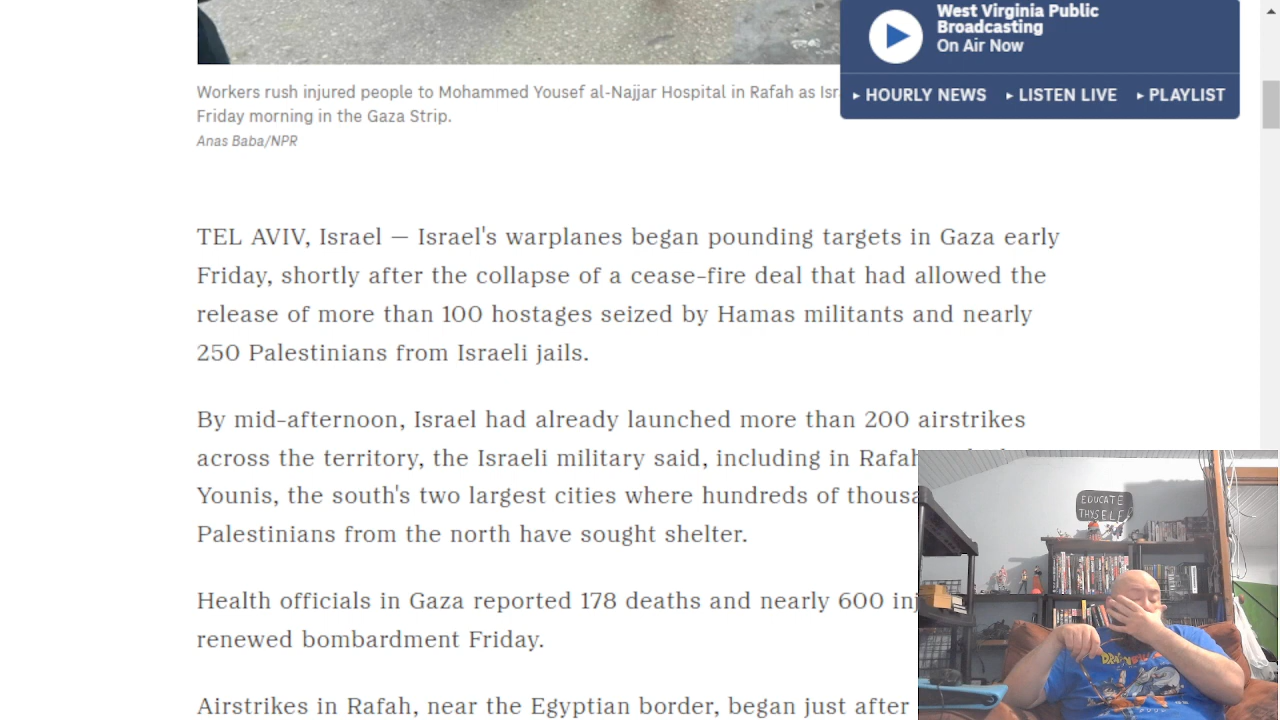 West Virginia Public
Broadcasting
On Air Now
HOURLY NEWS
LISTEN LIVE
PLAYLIST
Workers rush injured people to Mohammed Yousef al-Najjar Hospital in Rafah as
Friday morning in the Gaza Strip.
Anas Baba/NPR
TEL AVIV, Israel — Israel's warplanes began pounding targets in Gaza early
Friday, shortly after the collapse of a cease-fire deal that had allowed the
release of more than 100 hostages seized by Hamas militants and nearly
250 Palestinians from Israeli jails.
By mid-afternoon, Israel had already launched more than 200 airstrikes
across the territory, the Israeli military said, including in Rafah
Younis, the south's two largest cities where hundreds of
Palestinians from the north have sought shelter.
Health officials in Gaza reported 178 deaths and nearly 600
renewed bombardment Friday.
Airstrikes in Rafah, near the Egyptian border, began just after
EDUCATE
THYSELF